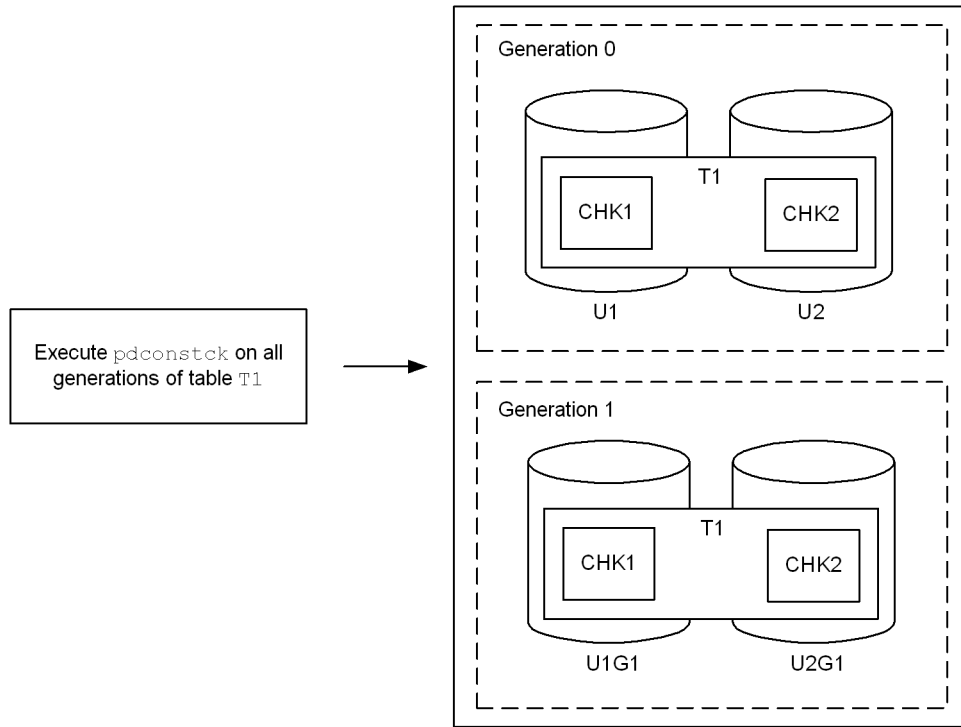 Execute pdconstck on all
generations of table T1
Generation 0
T1
CHK1
CHK2
U1
U2
Generation 1
T1
CHK1
CHK2
U1G1
U2G1